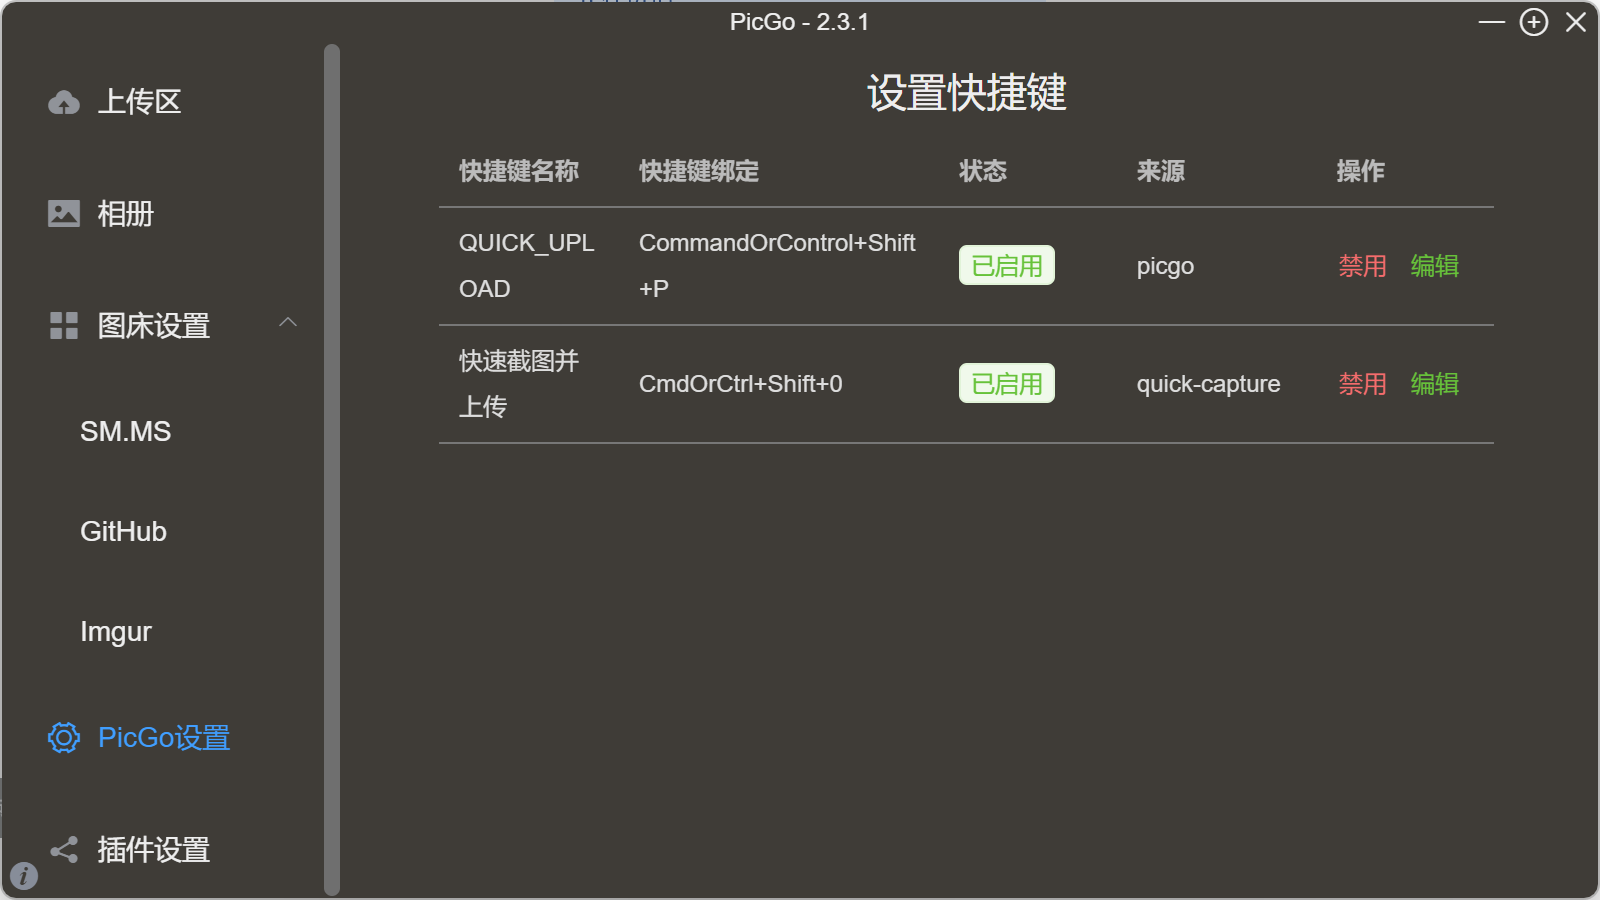 PicGo - 2.3.1
上传区
相册
图床设置
SM.MS
GitHub
Imgur
PicGo设置
插件设置
设置快捷键
快捷键名称 快捷键绑定 状态 来源 操作
QUICK_UPL
OAD
CommandOrControl+Shift
+P
已启用
picgo
禁用 编辑
快速截图并
上传
CmdOrCtrl+Shift+0
已启用
quick-capture
禁用 编辑